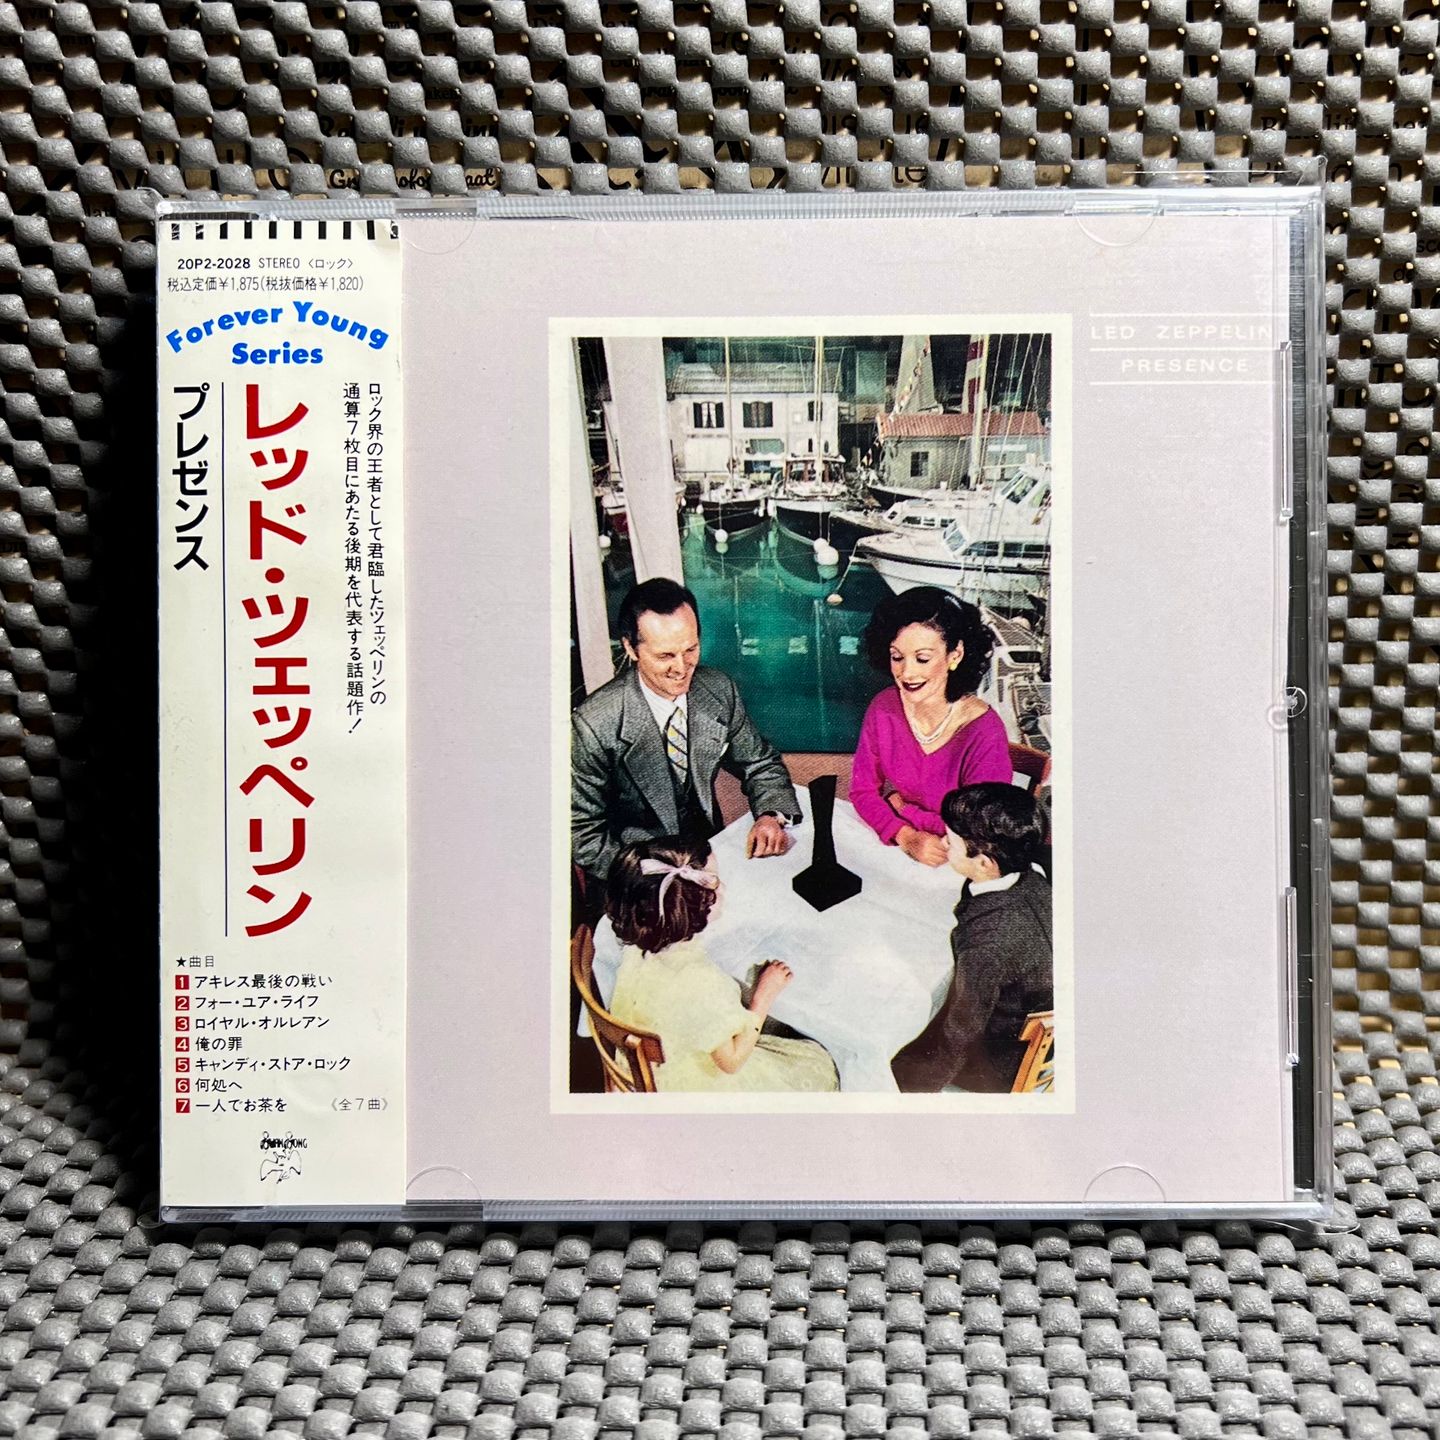 20P2-2028 STEREO〈ロック〉
税込定価￥1,875(税抜価格￥1,820)
Forever Young
Series
ロック界の王者として君臨したツェッペリンの
通算7枚目にあたる後期を代表する話題作！
レッド・ツェッペリン
プレゼンス
★曲目
1 アキレス最後の戦い
2 フォー・ユア・ライフ
3 ロイヤル・オルレアン
4 俺の罪
5 キャンディ・ストア・ロック
6 何処へ
7 一人でお茶を 《全7曲》
LED ZEPPELIN
PRESENCE